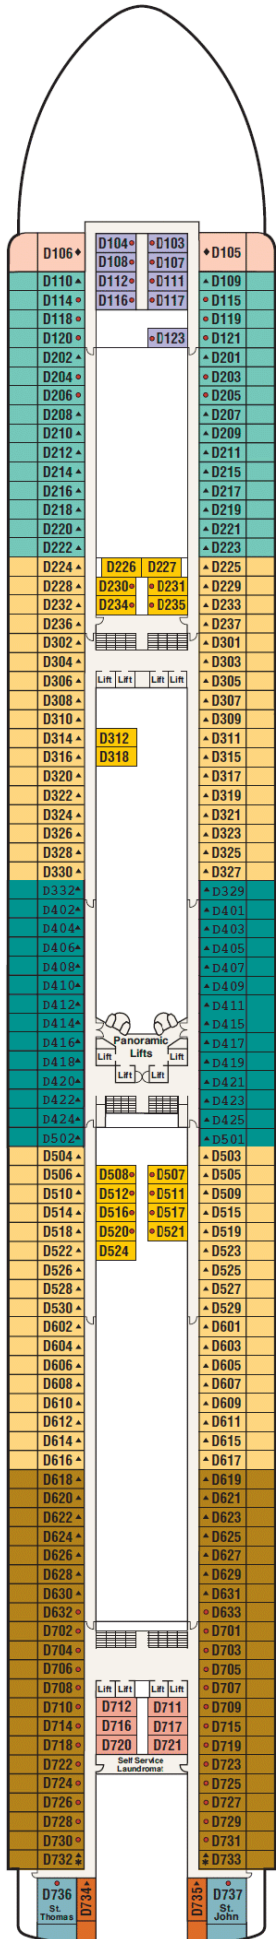 D106 D104 D103 D105
D108 D107
D110 D112 D111 D109
D114 D116 D117 D115
D118 D119
D120 D123 D121
D202 D201
D204 D203
D206 D205
D208 D207
D210 D209
D212 D211
D214 D215
D216 D217
D218 D219
D220 D221
D222 D223
D224 D226 D227 D225
D228 D230 D231 D229
D232 D234 D235 D233
D236 D237
D302 D301
D304 D303
D306 Lift Lift Lift Lift D305
D308 D307
D310 D309
D314 D312 D311
D316 D318 D315
D320 D317
D322 D319
D324 D321
D326 D323
D328 D325
D330 D327
D332 D329
D402 D401
D404 D403
D406 D405
D408 D407
D410 D409
D412 D411
D414 D415
D416 Panoramic D417
Lift Lifts Lift
D418 D419
D420 Lift Lift D421
D422 D423
D424 D425
D502 D501
D504 D503
D506 D508 D507 D505
D510 D512 D511 D509
D514 D516 D517 D515
D518 D520 D521 D519
D522 D524 D523
D526 D525
D528 D527
D530 D529
D602 D601
D604 D603
D606 D605
D608 D607
D610 D609
D612 D611
D614 D615
D616 D617
D618 D619
D620 D621
D622 D623
D624 D625
D626 D627
D628 D629
D630 D631
D632 D633
D702 D701
D704 D703
D706 D705
D708 Lift Lift Lift Lift D707
D710 D712 D711 D709
D714 D716 D717 D715
D718 D720 D721 D719
D722 Self Service D723
Laundromat
D724 D725
D726 D727
D728 D729
D730 D731
D732 D733
D736 D734 D735 D737
St. St.
Thomas John